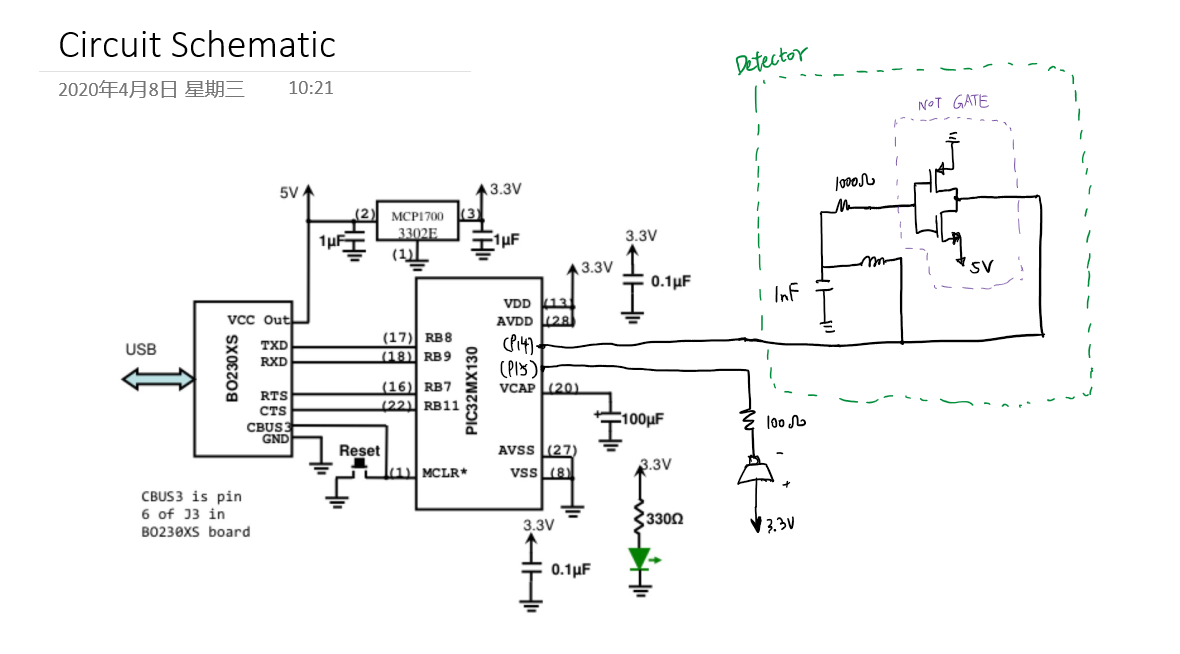 Circuit Schematic
2020年4月8日 星期三 10:21
Detector
NOT GATE
1000Ω
5V
1nF
5V
3.3V
(2)
MCP1700
3302E
(3)
1µF
(1)
1µF
3.3V
0.1µF
3.3V
USB
BO230XS
VCC Out
TXD
RXD
RTS
CTS
CBUS3
GND
(17)
(18)
(16)
(22)
(1)
Reset
PIC32MX130
RB8
RB9
RB7
RB11
MCLR*
VDD
(13)
AVDD
(28)
(P14)
(P15)
VCAP
(20)
AVSS
(27)
VSS
(8)
100µF
+
100Ω
-
+
3.3V
3.3V
330Ω
3.3V
0.1µF
CBUS3 is pin
6 of J3 in
BO230XS board